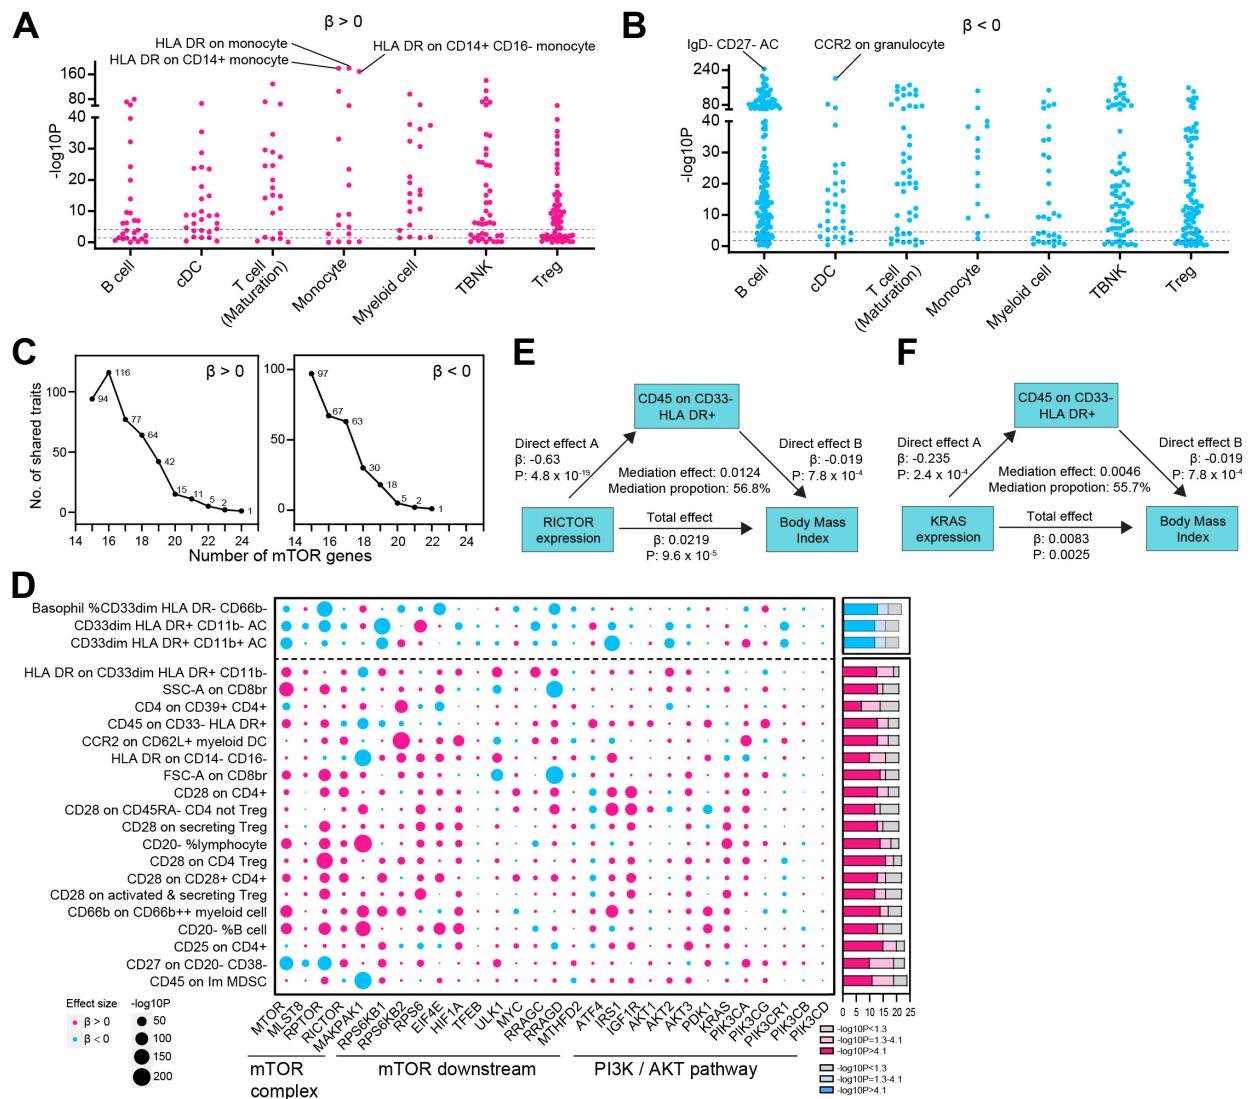 A
β > 0
HLA DR on monocyte
HLA DR on CD14+ monocyte
HLA DR on CD14+ CD16- monocyte
-log10P
160
80
40
30
20
10
0
B cell
cDC
T cell
(Maturation)
Monocyte
Myeloid cell
TBNK
Treg
B
β < 0
IgD- CD27- AC
CCR2 on granulocyte
-log10P
240
80
40
30
20
10
0
B cell
cDC
T cell
(Maturation)
Monocyte
Myeloid cell
TBNK
Treg
C
No. of shared traits
β > 0
100
50
0
94
116
77
64
42
15
11
5
2
1
14 16 18 20 22 24
β < 0
100
50
0
97
67
63
30
18
5
2
1
14 16 18 20 22 24
Number of mTOR genes
E
CD45 on CD33-
HLA DR+
Direct effect A
β: -0.63
P: 4.8 x 10-19
Direct effect B
β: -0.019
P: 7.8 x 10-4
Mediation effect: 0.0124
Mediation propotion: 56.8%
RICTOR
expression
Total effect
β: 0.0219
P: 9.6 x 10-5
Body Mass
Index
F
CD45 on CD33-
HLA DR+
Direct effect A
β: -0.235
P: 2.4 x 10-4
Direct effect B
β: -0.019
P: 7.8 x 10-4
Mediation effect: 0.0046
Mediation propotion: 55.7%
KRAS
expression
Total effect
β: 0.0083
P: 0.0025
Body Mass
Index
D
Basophil %CD33dim HLA DR- CD66b-
CD33dim HLA DR+ CD11b- AC
CD33dim HLA DR+ CD11b+ AC
HLA DR on CD33dim HLA DR+ CD11b-
SSC-A on CD8br
CD4 on CD39+ CD4+
CD45 on CD33- HLA DR+
CCR2 on CD62L+ myeloid DC
HLA DR on CD14- CD16-
FSC-A on CD8br
CD28 on CD4+
CD28 on CD45RA- CD4 not Treg
CD28 on secreting Treg
CD20- %lymphocyte
CD28 on CD4 Treg
CD28 on CD28+ CD4+
CD28 on activated & secreting Treg
CD66b on CD66b++ myeloid cell
CD20- %B cell
CD25 on CD4+
CD27 on CD20- CD38-
CD45 on Im MDSC
MTOR
MLST8
RPTOR
RICTOR
MAKPAK1
RPS6KB1
RPS6KB2
RPS6
EIF4E
HIF1A
TFEB
ULK1
MYC
RRAGC
RRAGD
MTHFD2
ATF4
IRS1
IGF1R
AKT1
AKT2
AKT3
PDK1
KRAS
PIK3CA
PIK3CG
PIK3CR1
PIK3CB
PIK3CD
mTOR
complex
mTOR downstream
PI3K / AKT pathway
Effect size
β > 0
β < 0
-log10P
50
100
150
200
0 5 10 15 20 25
-log10P<1.3
-log10P=1.3-4.1
-log10P>4.1
-log10P<1.3
-log10P=1.3-4.1
-log10P>4.1